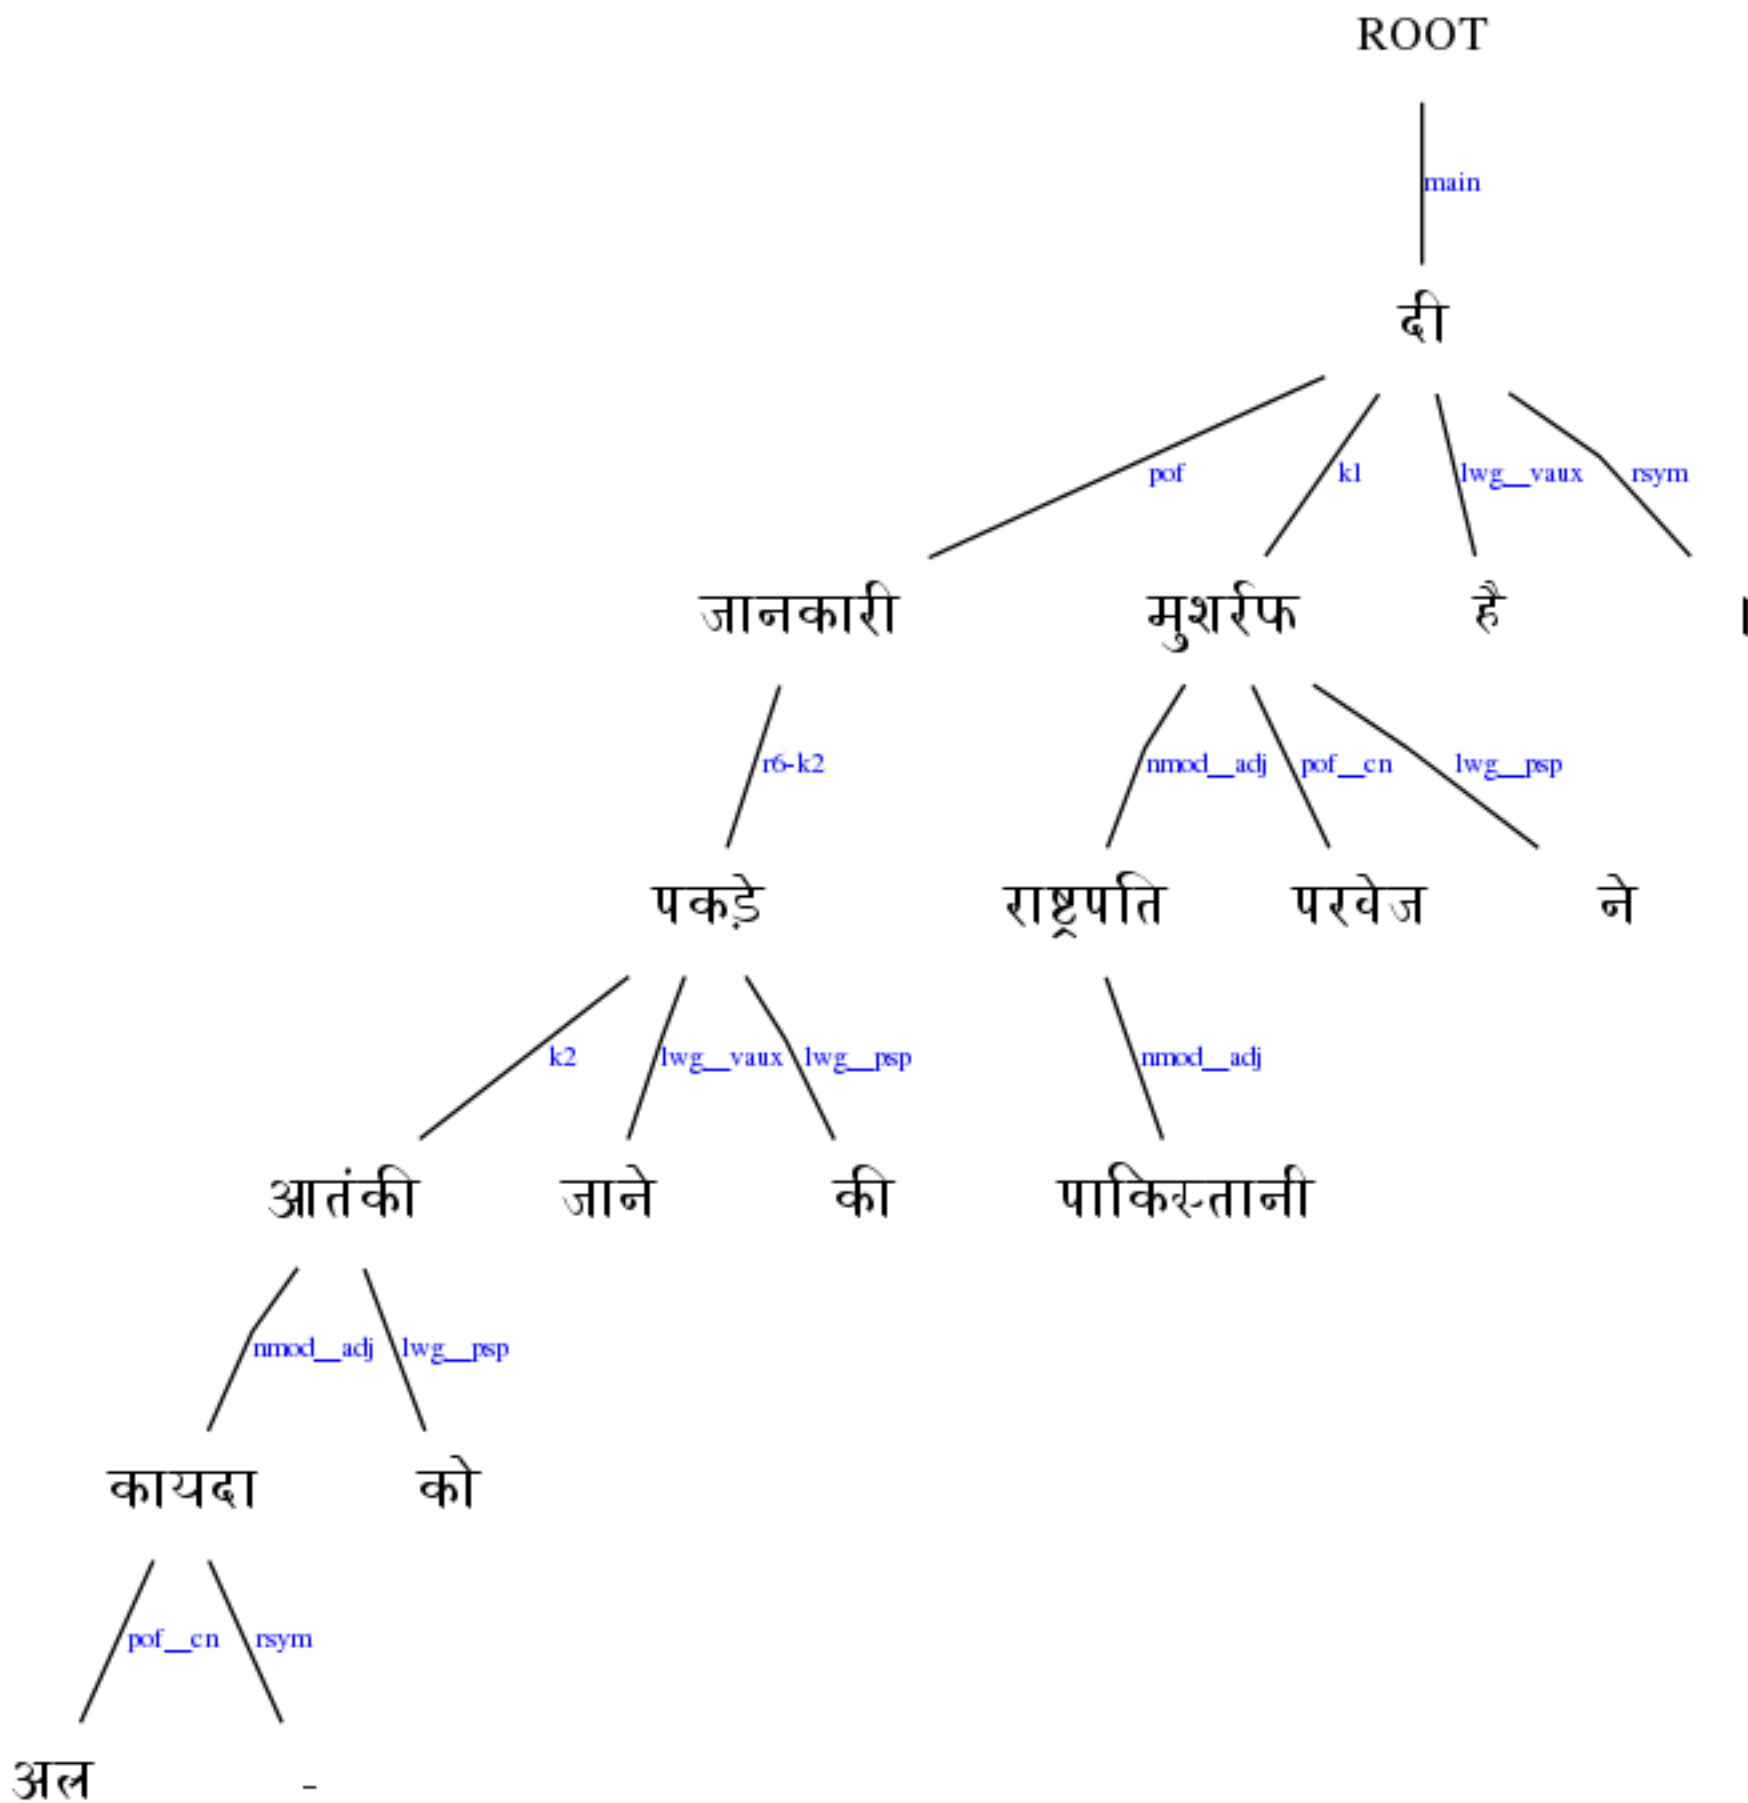 ROOT
main
दी
pof k1 lwg__vaux rsym
जानकारी मुशर्रफ है ।
r6-k2 nmod__adj pof__cn lwg__psp
पकड़े राष्ट्रपति परवेज ने
k2 lwg__vaux lwg__psp nmod__adj
आतंकी जाने की पाकिस्तानी
nmod__adj lwg__psp
कायदा को
pof__cn rsym
अल -